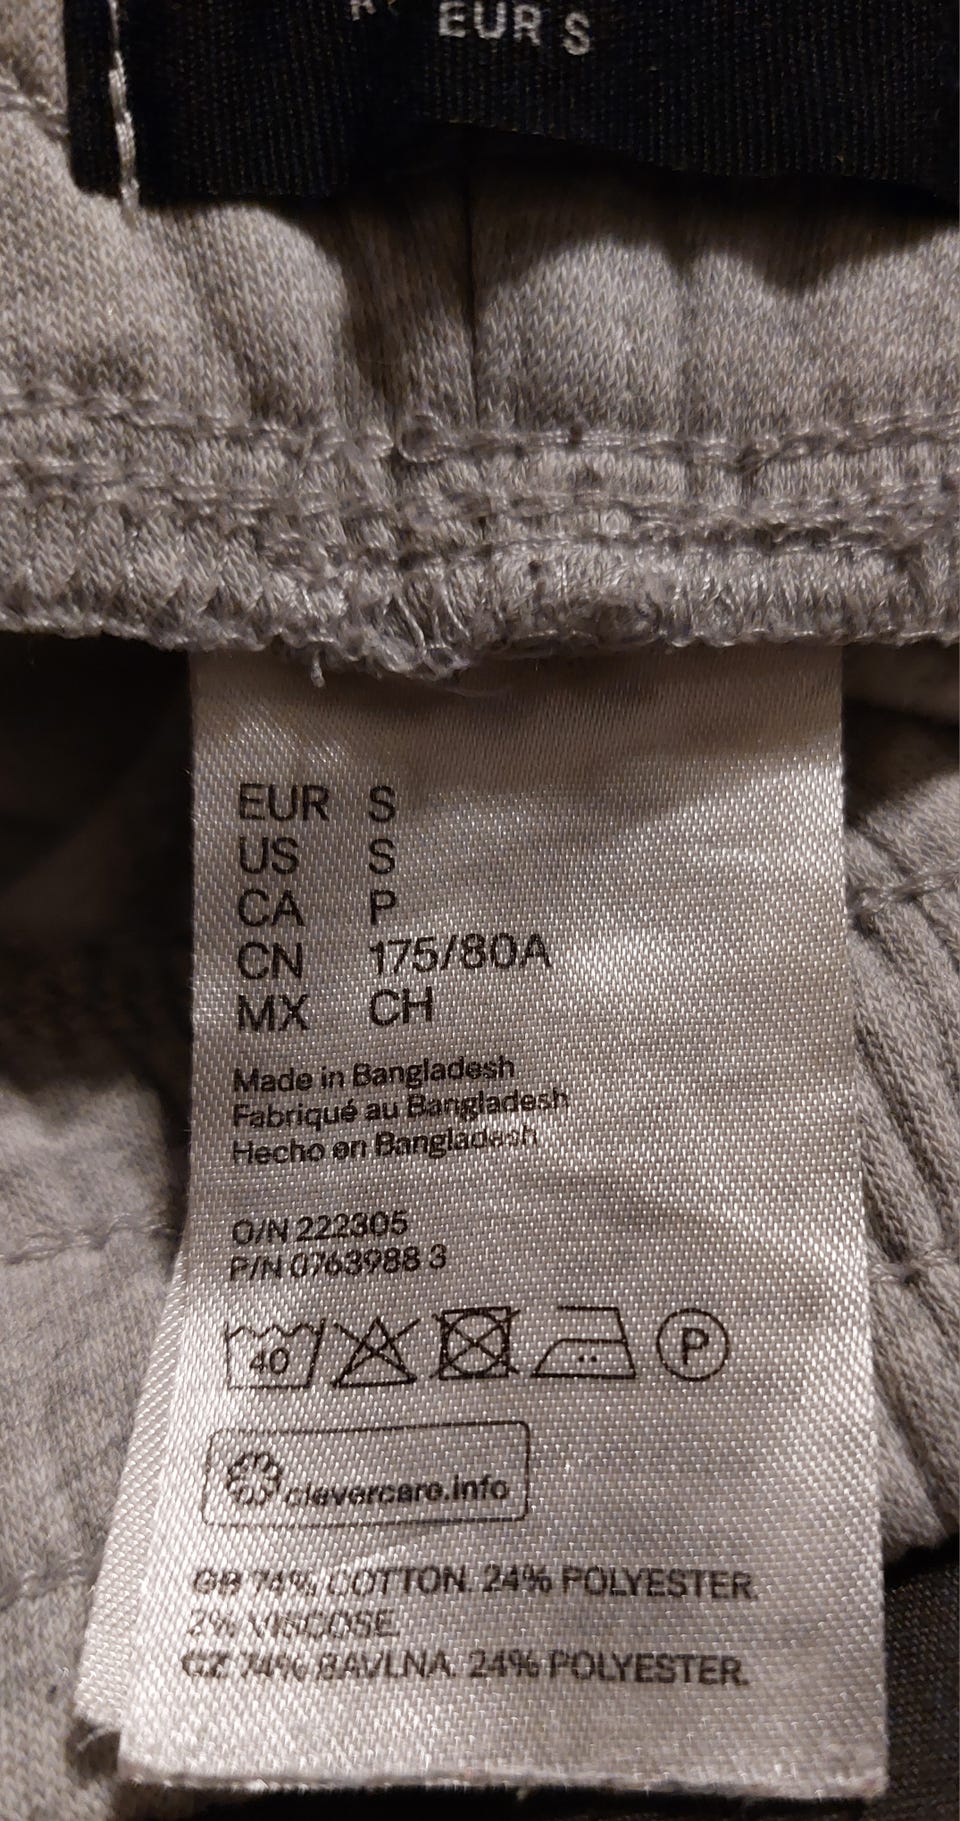 EUR S
EUR S
US S
CA P
CN 175/80A
MX CH
Made in Bangladesh
Fabriqué au Bangladesh
Hecho en Bangladesh
O/N 222305
P/N 0763988 3
40 P
clevercare.info
GB 74% COTTON. 24% POLYESTER.
2% VISCOSE.
CZ 74% BAVLNA. 24% POLYESTER.